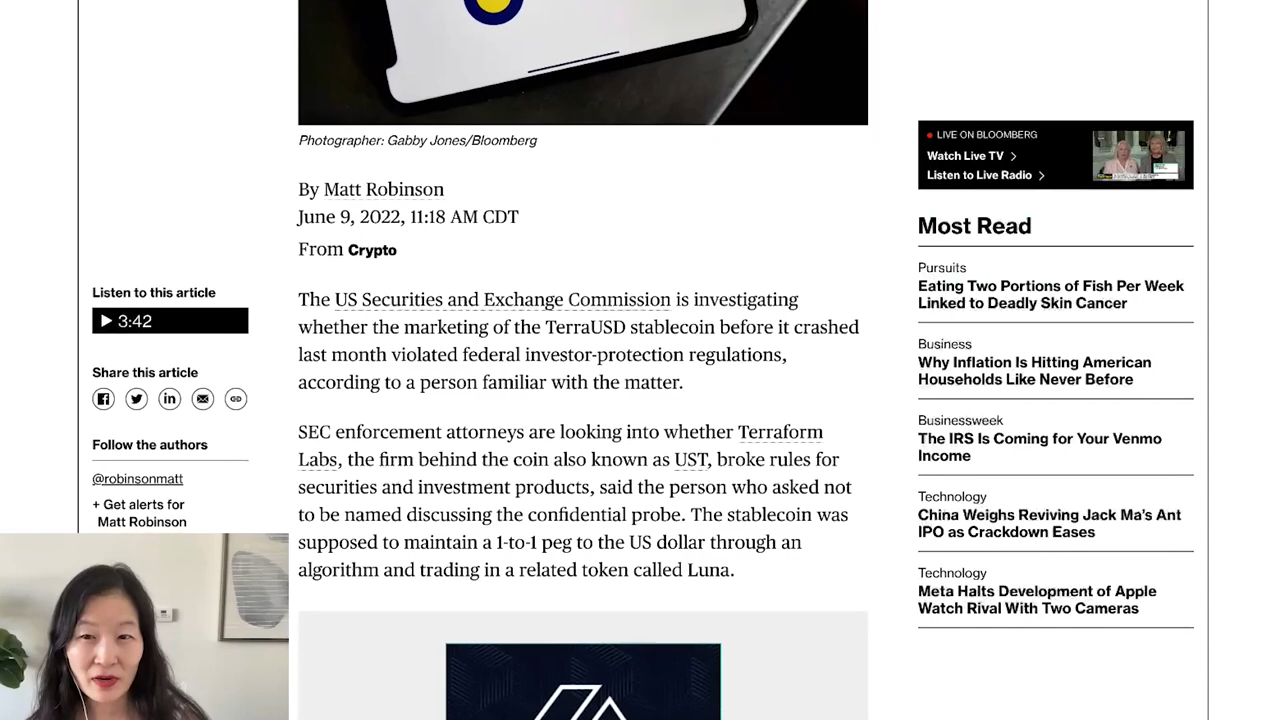 Photographer: Gabby Jones/Bloomberg
By Matt Robinson
June 9, 2022, 11:18 AM CDT
From Crypto
Listen to this article
3:42
Share this article
Follow the authors
@robinsonmatt
+ Get alerts for
Matt Robinson
The US Securities and Exchange Commission is investigating
whether the marketing of the TerraUSD stablecoin before it crashed
last month violated federal investor-protection regulations,
according to a person familiar with the matter.
SEC enforcement attorneys are looking into whether Terraform
Labs, the firm behind the coin also known as UST, broke rules for
securities and investment products, said the person who asked not
to be named discussing the confidential probe. The stablecoin was
supposed to maintain a 1-to-1 peg to the US dollar through an
algorithm and trading in a related token called Luna.
LIVE ON BLOOMBERG
Watch Live TV
Listen to Live Radio
Most Read
Pursuits
Eating Two Portions of Fish Per Week
Linked to Deadly Skin Cancer
Business
Why Inflation Is Hitting American
Households Like Never Before
Businessweek
The IRS Is Coming for Your Venmo
Income
Technology
China Weighs Reviving Jack Ma's Ant
IPO as Crackdown Eases
Technology
Meta Halts Development of Apple
Watch Rival With Two Cameras